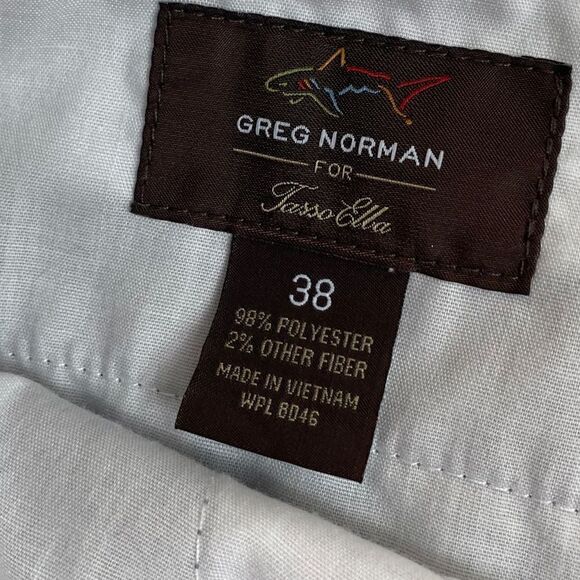 GREG NORMAN
FOR
Tasso Elba
38
98% POLYESTER
2% OTHER FIBER
MADE IN VIETNAM
WPL 8046